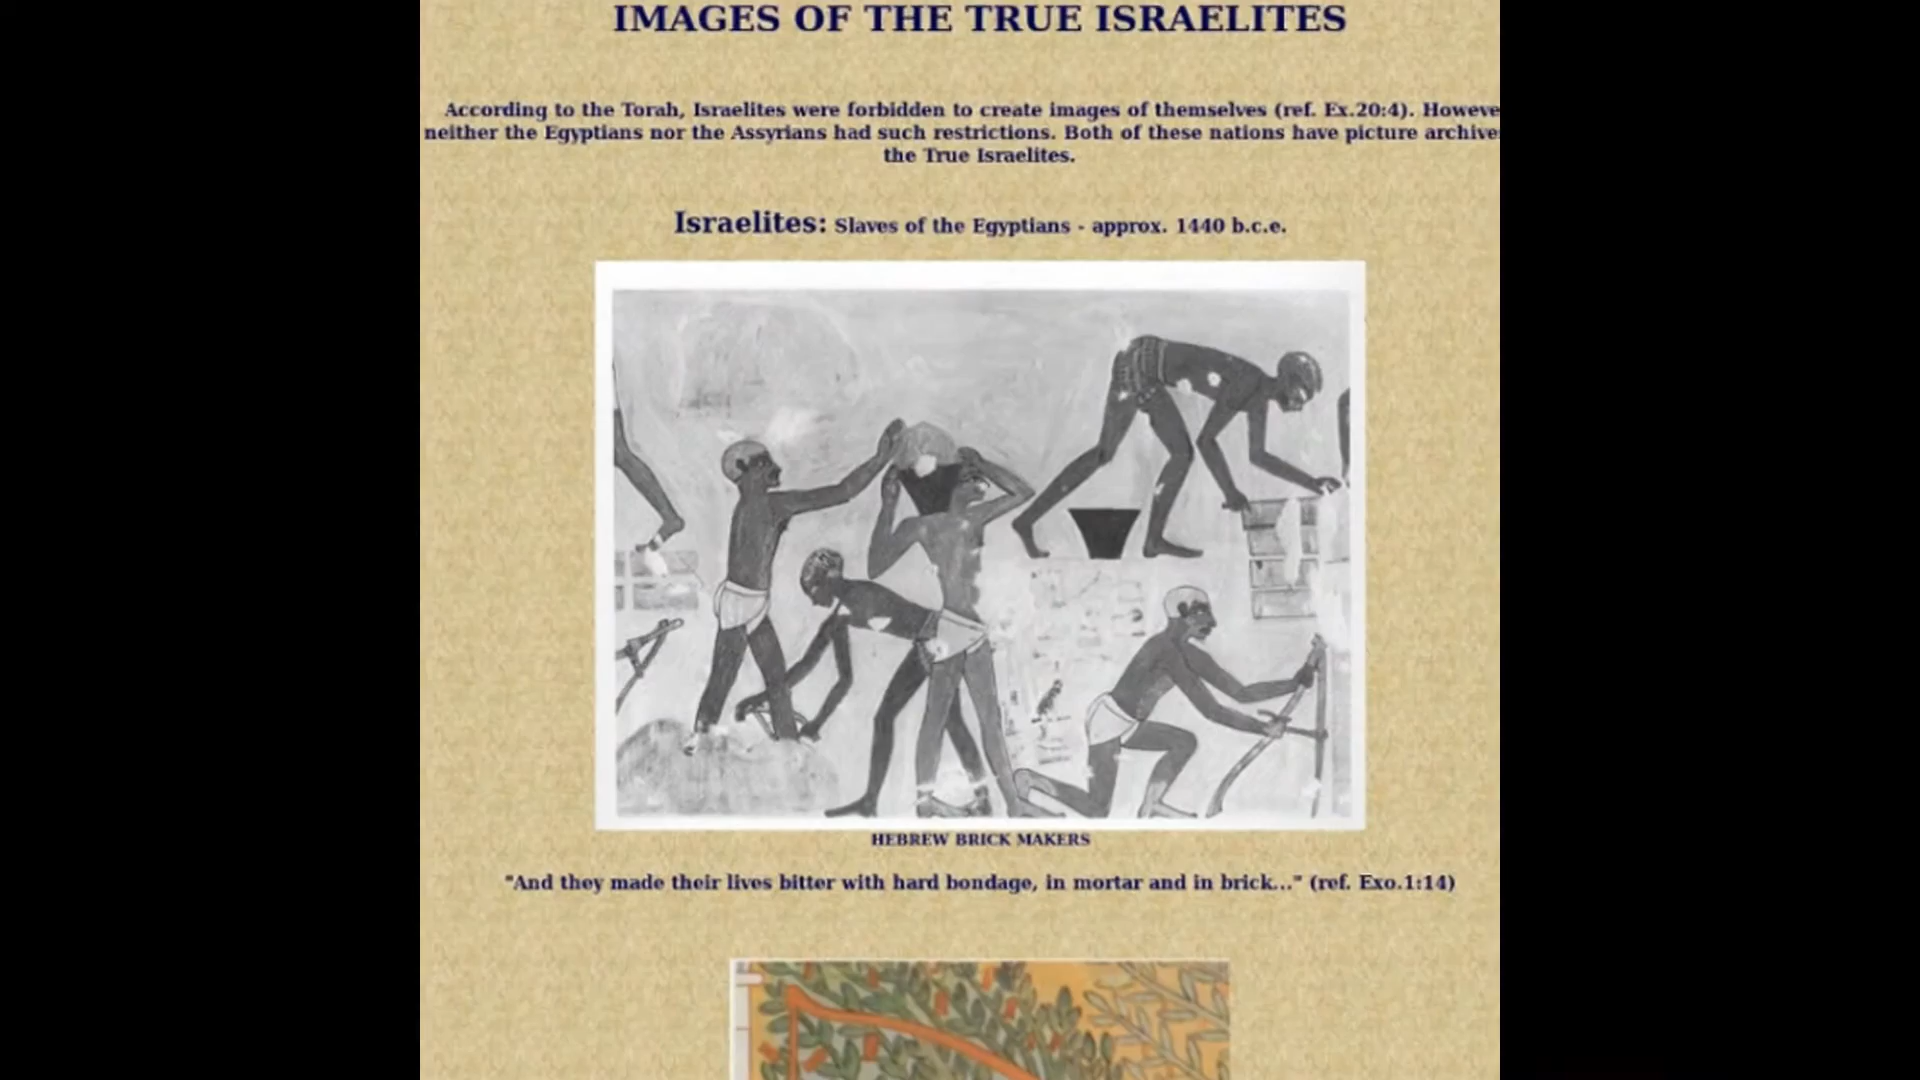 IMAGES OF THE TRUE ISRAELITES
According to the Torah, Israelites were forbidden to create images of themselves (ref. Ex.20:4). Howeve
neither the Egyptians nor the Assyrians had such restrictions. Both of these nations have picture archive
the True Israelites.
Israelites: Slaves of the Egyptians - approx. 1440 b.c.e.
HEBREW BRICK MAKERS
"And they made their lives bitter with hard bondage, in mortar and in brick..." (ref. Exo.1:14)